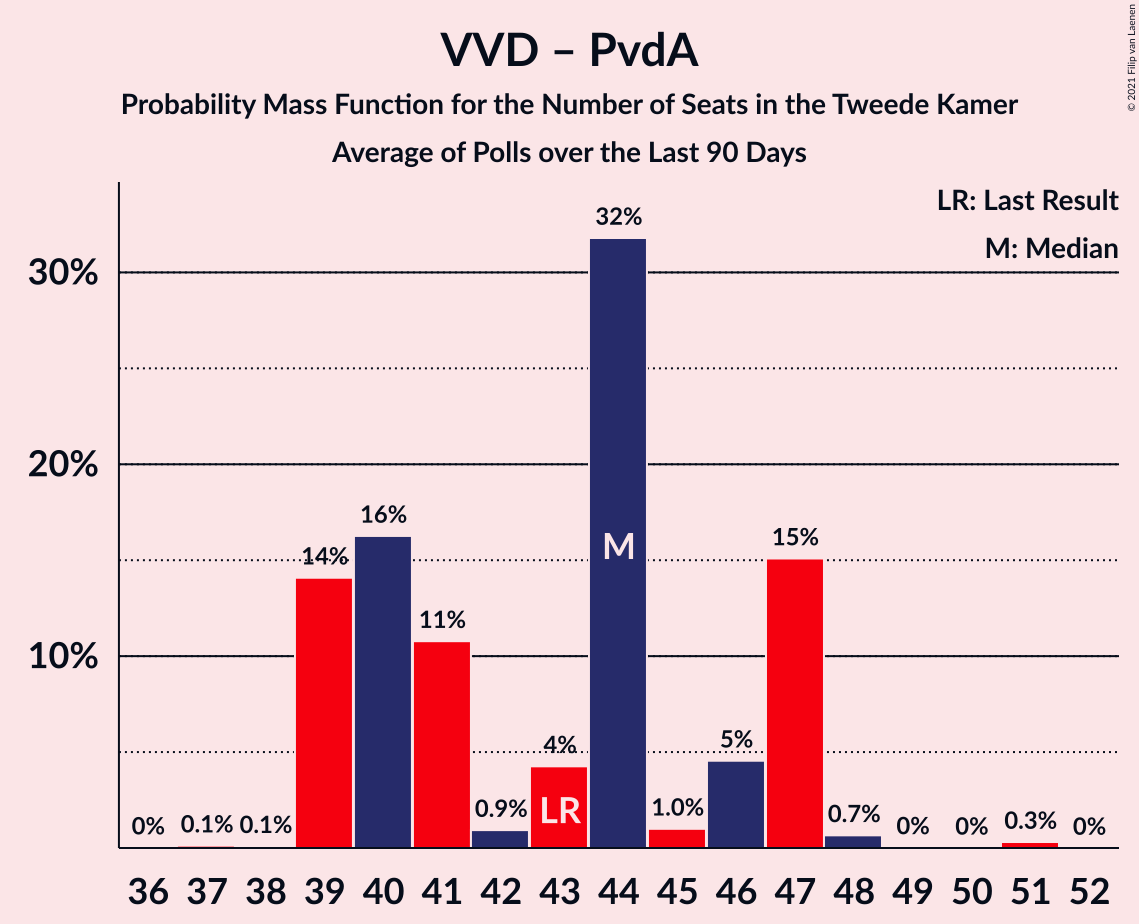 VVD – PvdA
Probability Mass Function for the Number of Seats in the Tweede Kamer
Average of Polls over the Last 90 Days
© 2021 Filip van Laenen
LR: Last Result
M: Median
30%
20%
10%
0% 0.1% 0.1% 14% 16% 11% 0.9% 4% 32% 1.0% 5% 15% 0.7% 0% 0% 0.3% 0%
M
LR
36 37 38 39 40 41 42 43 44 45 46 47 48 49 50 51 52